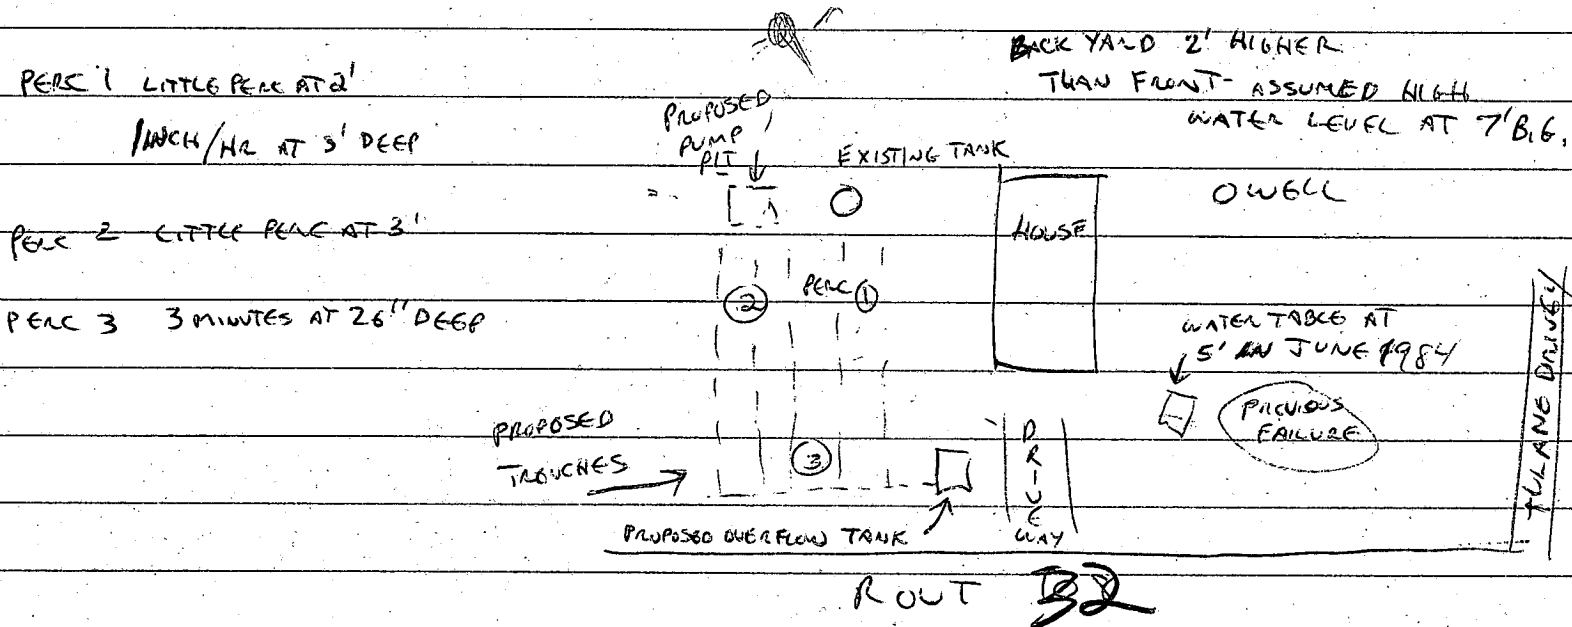 BACK YARD 2' HIGHER
THAN FRONT - ASSUMED HIGH
WATER LEVEL AT 7' B.G.
PERC 1 LITTLE PERC AT 2'
1 INCH/HR AT 3' DEEP
PERC 2 LITTLE PERC AT 3'
PERC 3 3 MINUTES AT 26" DEEP
PROPOSED
PUMP
PIT
EXISTING TANK
HOUSE
WELL
2
PERC 1
WATER TABLE AT
5' IN JUNE 1984
PREVIOUS
FAILURE
TULANE DRIVE
PROPOSED
TROUCHES
3
DRIVE
WAY
PROPOSED OVERFLOW TANK
ROUT 32